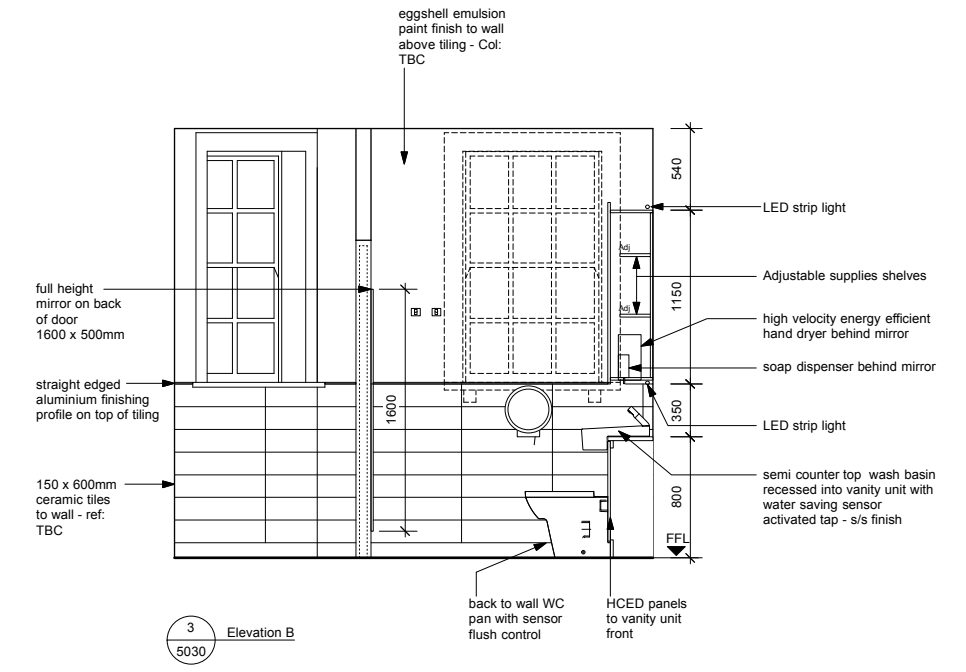 eggshell emulsion
paint finish to wall
above tiling - Col:
TBC
540
LED strip light
Adj
Adjustable supplies shelves
1150
Adj
full height
mirror on back
of door
1600 x 500mm
high velocity energy efficient
hand dryer behind mirror
soap dispenser behind mirror
straight edged
aluminium finishing
profile on top of tiling
1600
350
LED strip light
150 x 600mm
ceramic tiles
to wall - ref:
TBC
semi counter top wash basin
recessed into vanity unit with
water saving sensor
activated tap - s/s finish
800
FFL
back to wall WC
pan with sensor
flush control
HCED panels
to vanity unit
front
3
5030
Elevation B